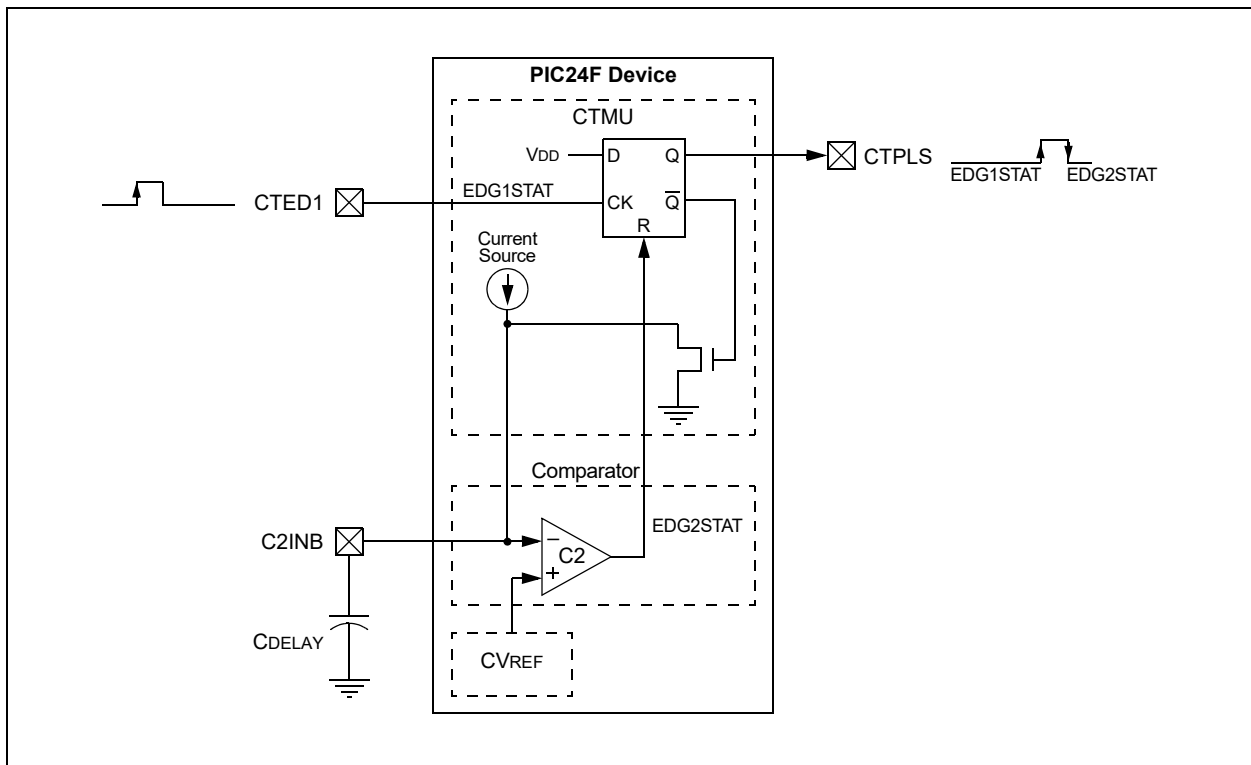 PIC24F Device
CTMU
VDD
D
Q
CTPLS
EDG1STAT
EDG2STAT
CTED1
EDG1STAT
CK
Q̅
R
Current
Source
Comparator
C2INB
−
C2
+
EDG2STAT
CDELAY
CVREF